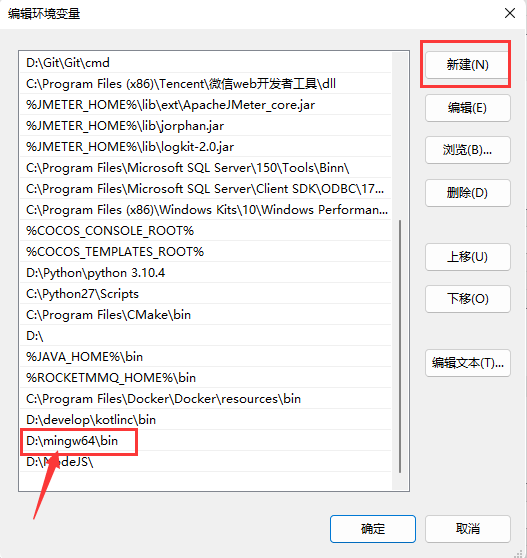 编辑环境变量
D:\Git\Git\cmd
C:\Program Files (x86)\Tencent\微信web开发者工具\dll
%JMETER_HOME%\lib\ext\ApacheJMeter_core.jar
%JMETER_HOME%\lib\jorphan.jar
%JMETER_HOME%\lib\logkit-2.0.jar
C:\Program Files\Microsoft SQL Server\150\Tools\Binn\
C:\Program Files\Microsoft SQL Server\Client SDK\ODBC\17...
C:\Program Files (x86)\Windows Kits\10\Windows Performan...
%COCOS_CONSOLE_ROOT%
%COCOS_TEMPLATES_ROOT%
D:\Python\python 3.10.4
C:\Python27\Scripts
C:\Program Files\CMake\bin
D:\
%JAVA_HOME%\bin
%ROCKETMMQ_HOME%\bin
C:\Program Files\Docker\Docker\resources\bin
D:\develop\kotlinc\bin
D:\mingw64\bin
D:\NodeJS\
新建(N)
编辑(E)
浏览(B)...
删除(D)
上移(U)
下移(O)
编辑文本(T)...
确定
取消